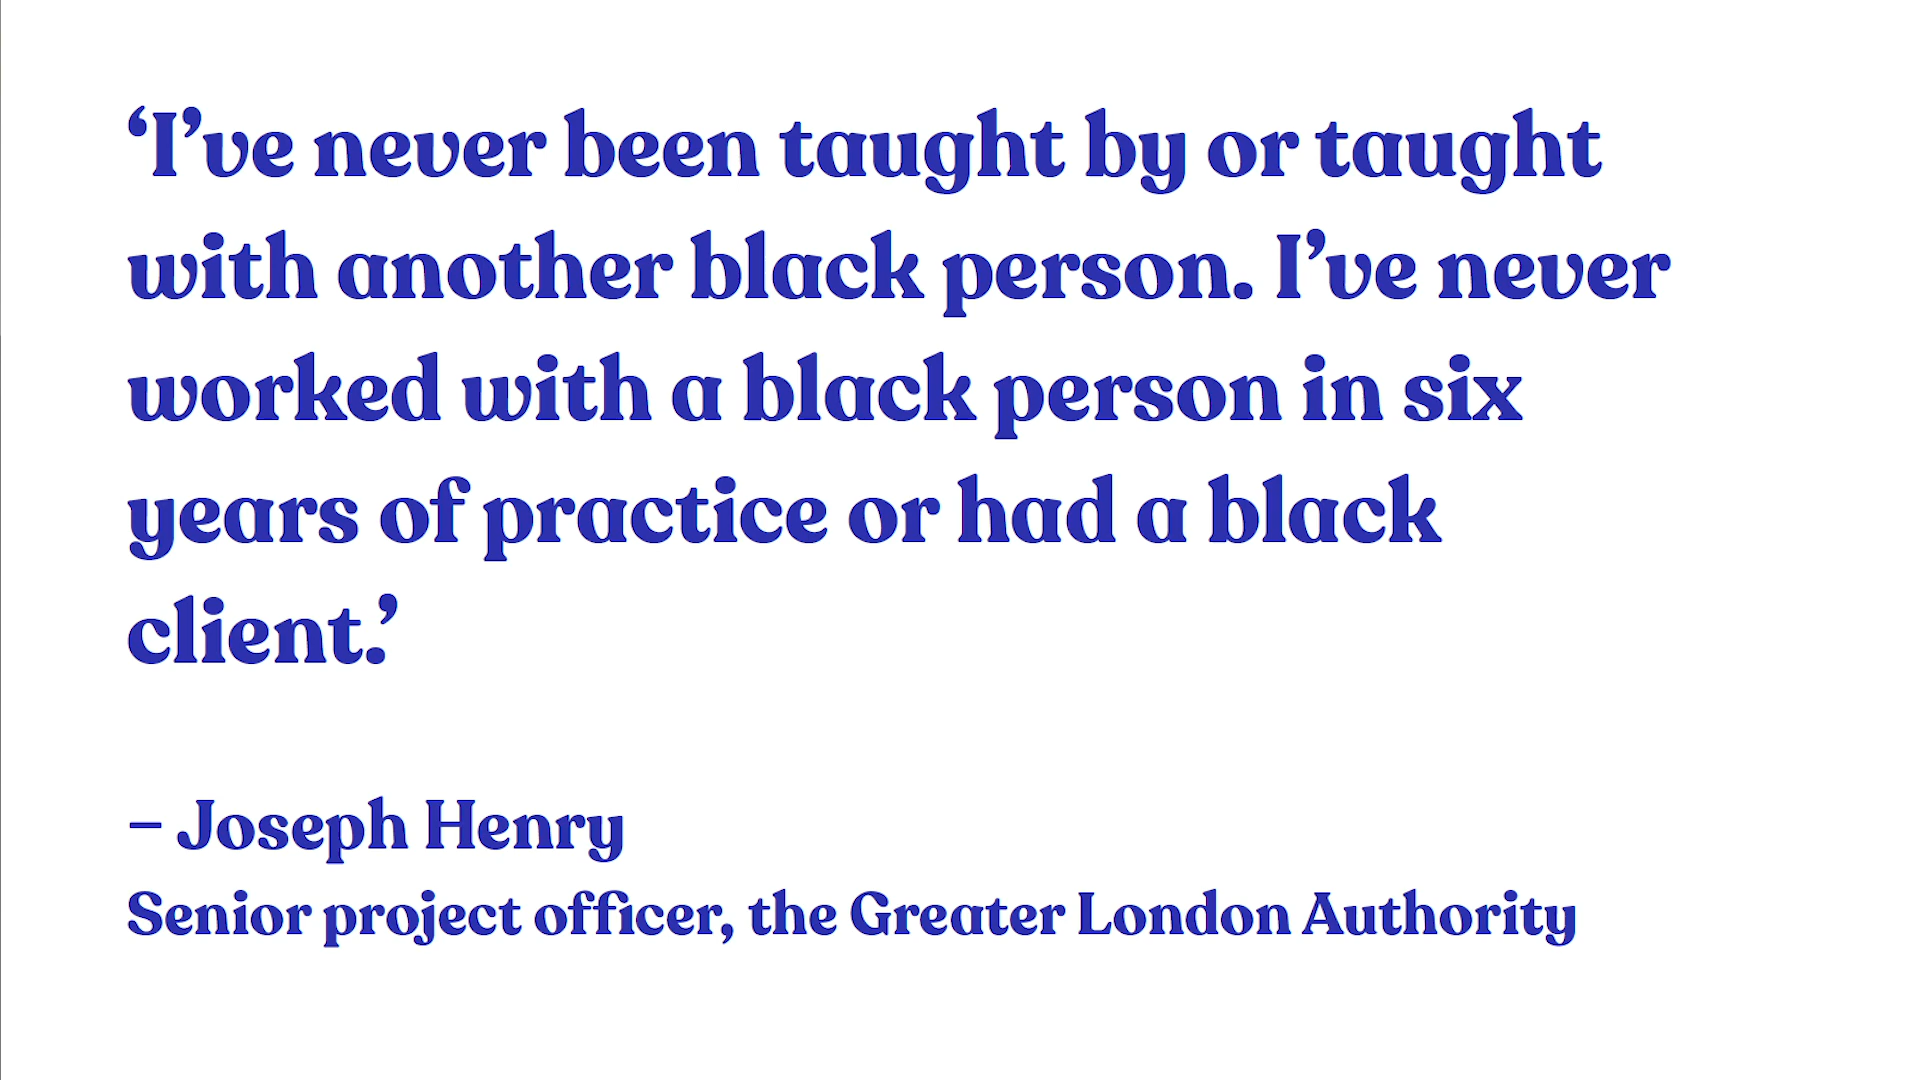 ‘I’ve never been taught by or taught
with another black person. I’ve never
worked with a black person in six
years of practice or had a black
client.’
– Joseph Henry
Senior project officer, the Greater London Authority